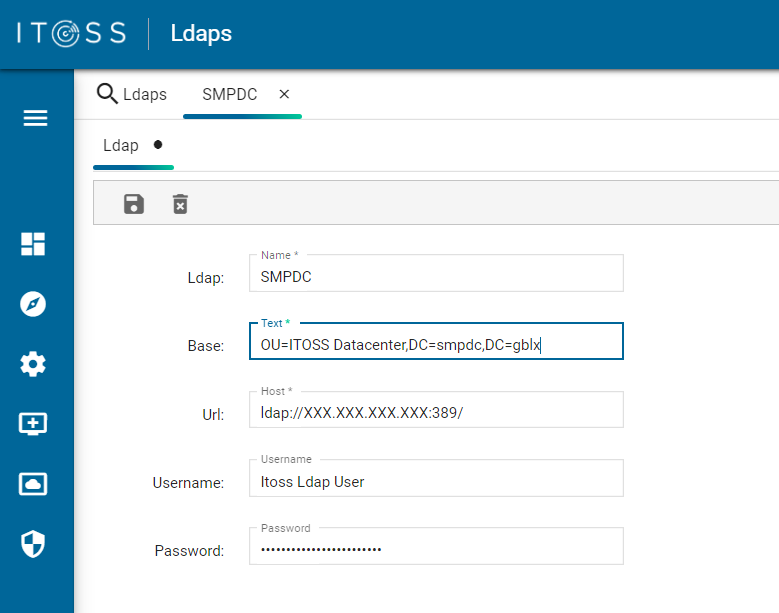 ITOSS
Ldaps
Ldaps SMPDC ×
Ldap ●
Name *
Ldap: SMPDC
Text *
Base: OU=ITOSS Datacenter,DC=smpdc,DC=gblx
Host *
Url: ldap://XXX.XXX.XXX.XXX:389/
Username
Username: Itoss Ldap User
Password
Password: ••••••••••••••••••••••••